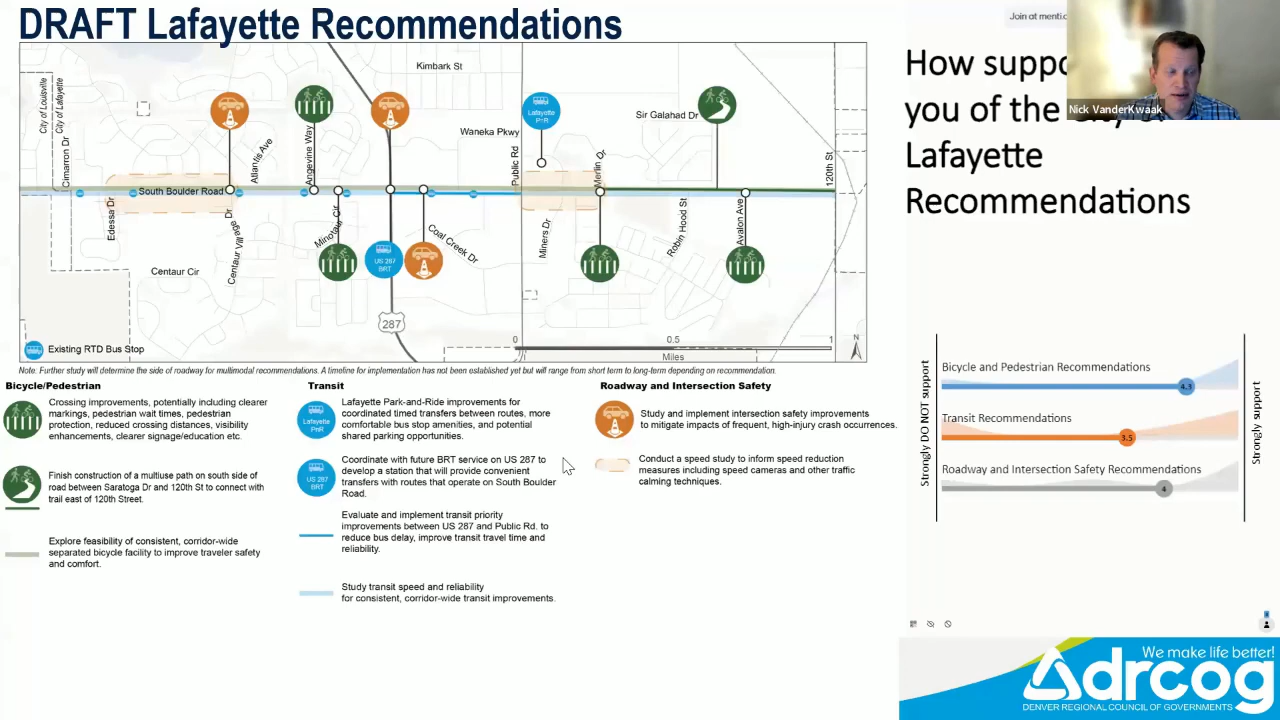 DRAFT Lafayette Recommendations
City of Louisville
City of Lafayette
Cimarron Dr
Kimbark St
Atlantis Ave
Angevine Way
Waneka Pkwy
Public Rd
Lafayette
PnR
Merlin Dr
Sir Galahad Dr
120th St
South Boulder Road
Edessa Dr
Centaur Village
Dr
Minotaur Cir
Centaur Cir
US 287
BRT
Coal Creek Dr
Miners Dr
Robin Hood St
Avalon Ave
287
0
0.5
1
Miles
N
Existing RTD Bus Stop
Note: Further study will determine the side of roadway for multimodal recommendations. A timeline for implementation has not been established yet but will range from short term to long-term depending on recommendation.
Bicycle/Pedestrian
Crossing improvements, potentially including clearer
markings, pedestrian wait times, pedestrian
protection, reduced crossing distances, visibility
enhancements, clearer signage/education etc.
Finish construction of a multiuse path on south side of
road between Saratoga Dr and 120th St to connect with
trail east of 120th Street.
Explore feasibility of consistent, corridor-wide
separated bicycle facility to improve traveler safety
and comfort.
Transit
Lafayette
PnR
Lafayette Park-and-Ride improvements for
coordinated timed transfers between routes, more
comfortable bus stop amenities, and potential
shared parking opportunities.
US 287
BRT
Coordinate with future BRT service on US 287 to
develop a station that will provide convenient
transfers with routes that operate on South Boulder
Road.
Evaluate and implement transit priority
improvements between US 287 and Public Rd. to
reduce bus delay, improve transit travel time and
reliability.
Study transit speed and reliability
for consistent, corridor-wide transit improvements.
Roadway and Intersection Safety
Study and implement intersection safety improvements
to mitigate impacts of frequent, high-injury crash occurrences.
Conduct a speed study to inform speed reduction
measures including speed cameras and other traffic
calming techniques.
Join at menti.c
Nick VanderKwaak
How suppo
you of the City of
Lafayette
Recommendations
Strongly DO NOT support
Bicycle and Pedestrian Recommendations
4.3
Transit Recommendations
3.5
Roadway and Intersection Safety Recommendations
4
Strongly support
We make life better!
drcog
DENVER REGIONAL COUNCIL OF GOVERNMENTS